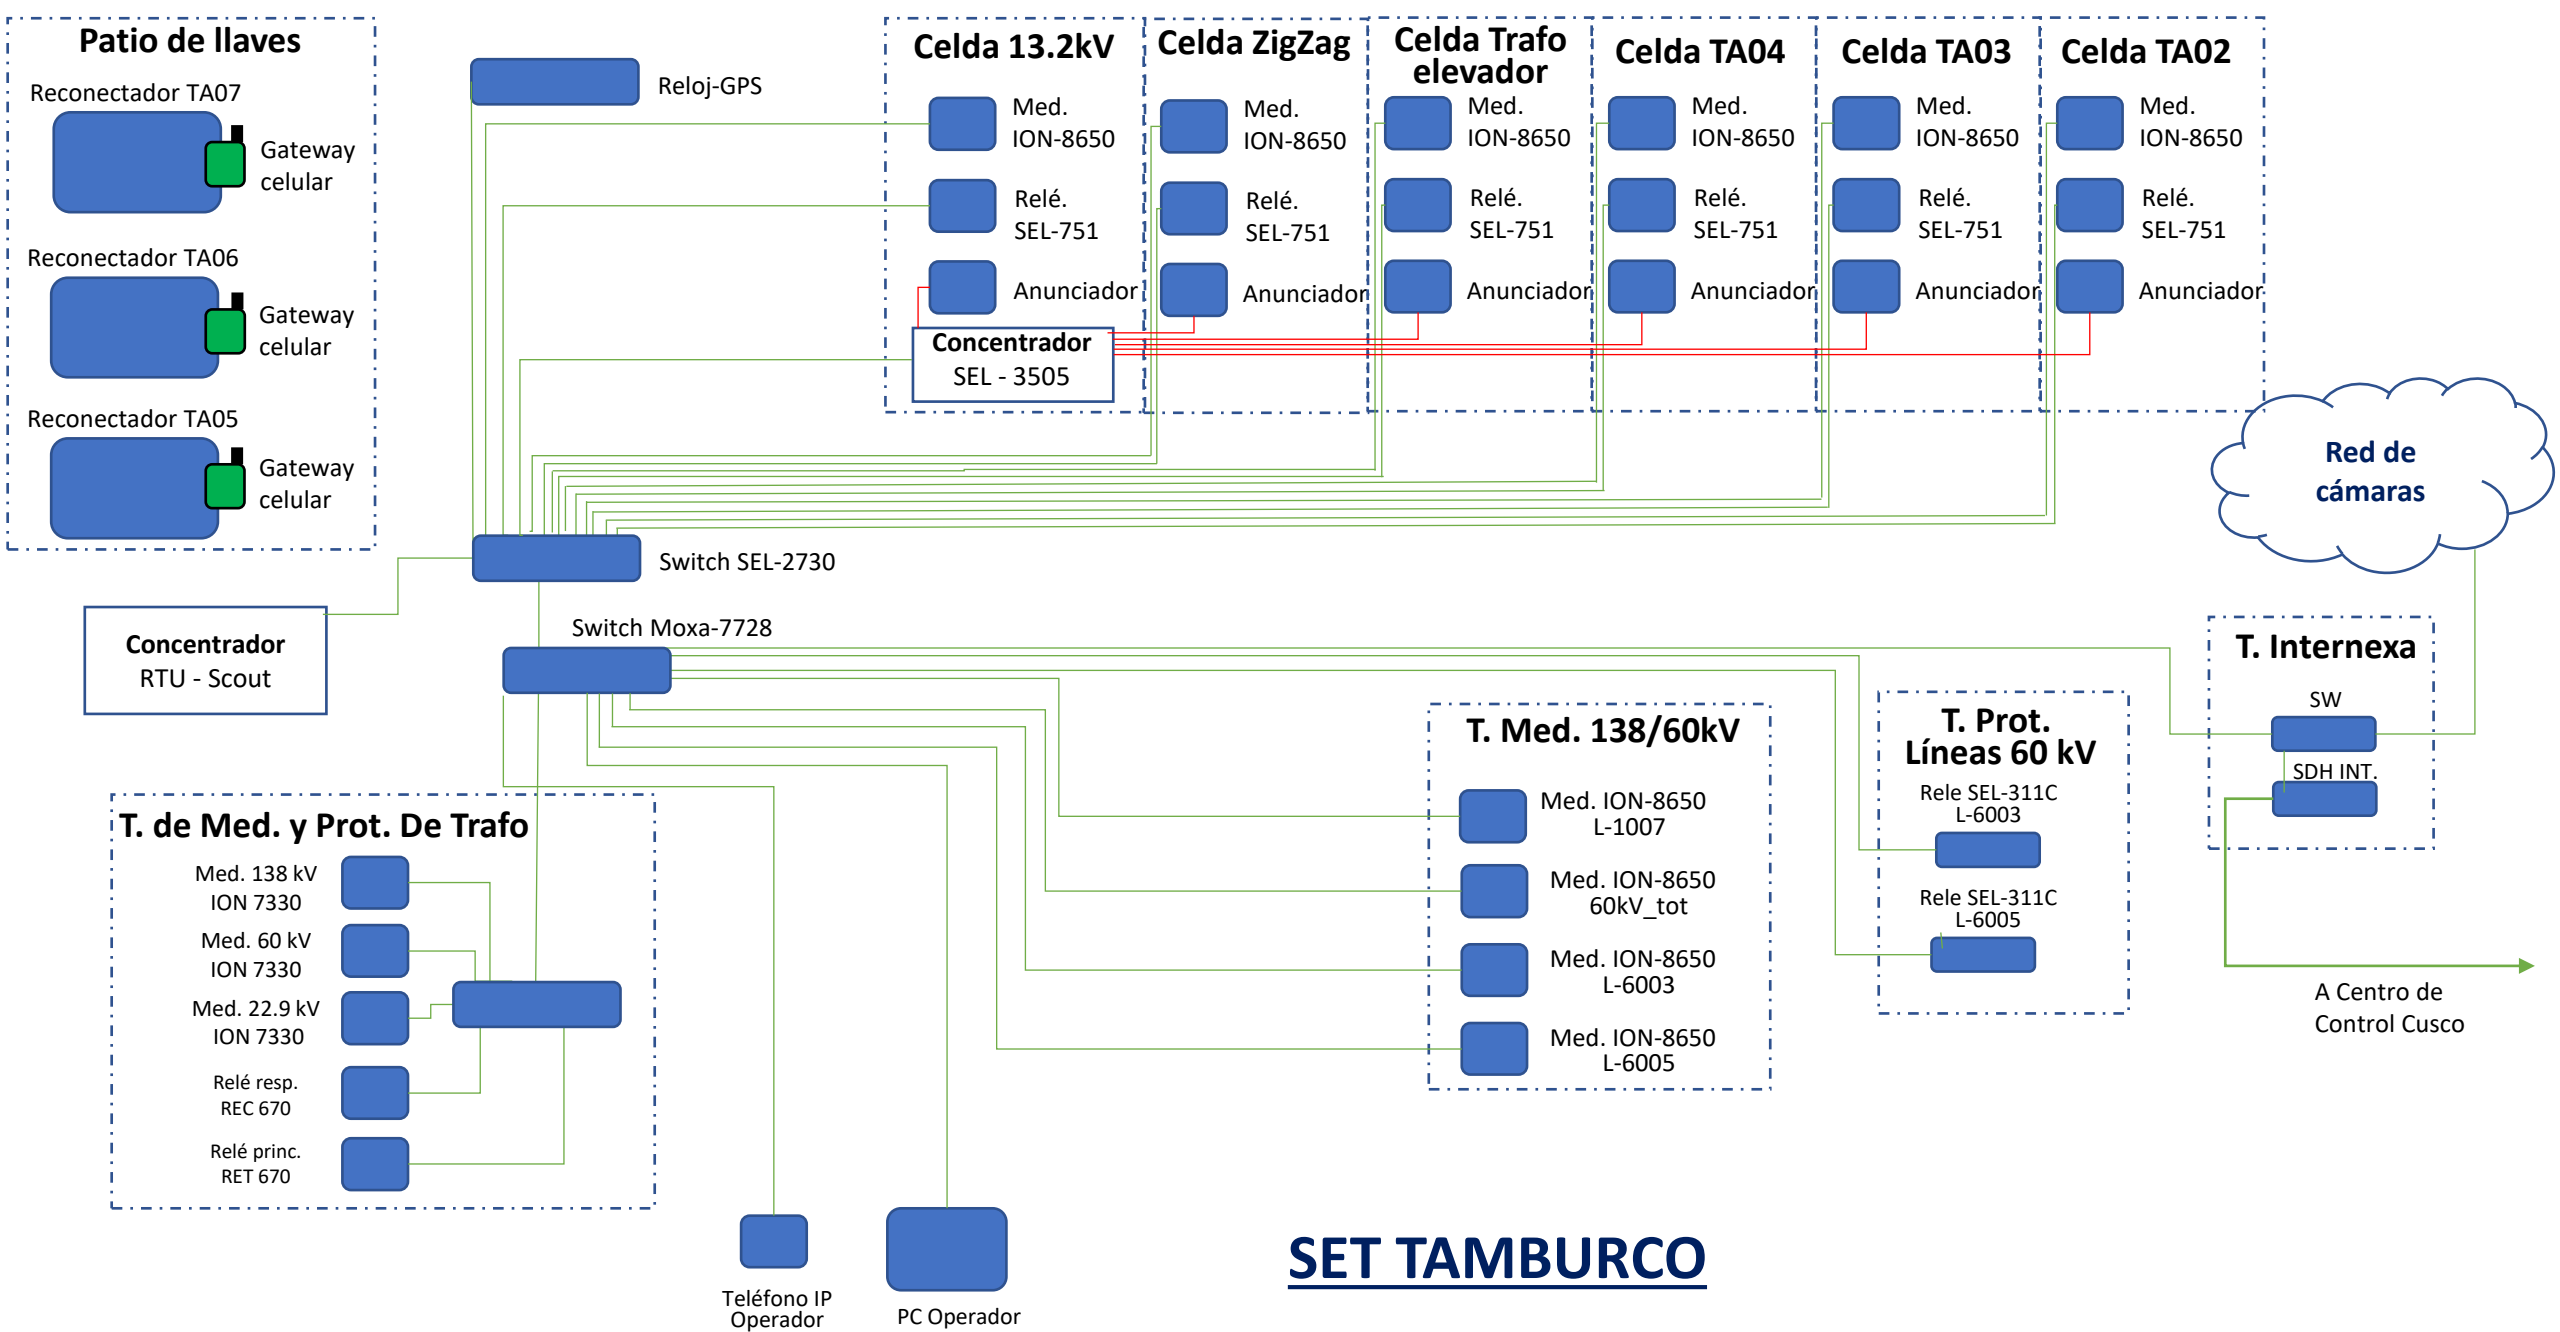 Patio de llaves
Reconectador TA07
Gateway
celular
Reconectador TA06
Gateway
celular
Reconectador TA05
Gateway
celular
Reloj-GPS
Celda 13.2kV
Med.
ION-8650
Relé.
SEL-751
Anunciador
Concentrador
SEL - 3505
Celda ZigZag
Med.
ION-8650
Relé.
SEL-751
Anunciador
Celda Trafo
elevador
Med.
ION-8650
Relé.
SEL-751
Anunciador
Celda TA04
Med.
ION-8650
Relé.
SEL-751
Anunciador
Celda TA03
Med.
ION-8650
Relé.
SEL-751
Anunciador
Celda TA02
Med.
ION-8650
Relé.
SEL-751
Anunciador
Red de
cámaras
Switch SEL-2730
Concentrador
RTU - Scout
Switch Moxa-7728
T. Internexa
SW
SDH INT.
A Centro de
Control Cusco
T. Prot.
Líneas 60 kV
Rele SEL-311C
L-6003
Rele SEL-311C
L-6005
T. Med. 138/60kV
Med. ION-8650
L-1007
Med. ION-8650
60kV_tot
Med. ION-8650
L-6003
Med. ION-8650
L-6005
T. de Med. y Prot. De Trafo
Med. 138 kV
ION 7330
Med. 60 kV
ION 7330
Med. 22.9 kV
ION 7330
Relé resp.
REC 670
Relé princ.
RET 670
Teléfono IP
Operador
PC Operador
SET TAMBURCO